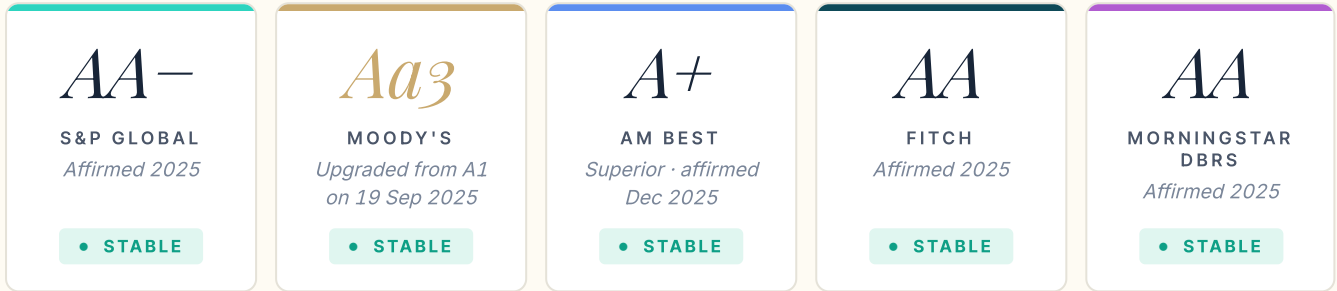 AA−
S&P GLOBAL
Affirmed 2025
STABLE
Aa3
MOODY'S
Upgraded from A1
on 19 Sep 2025
STABLE
A+
AM BEST
Superior · affirmed
Dec 2025
STABLE
AA
FITCH
Affirmed 2025
STABLE
AA
MORNINGSTAR
DBRS
Affirmed 2025
STABLE